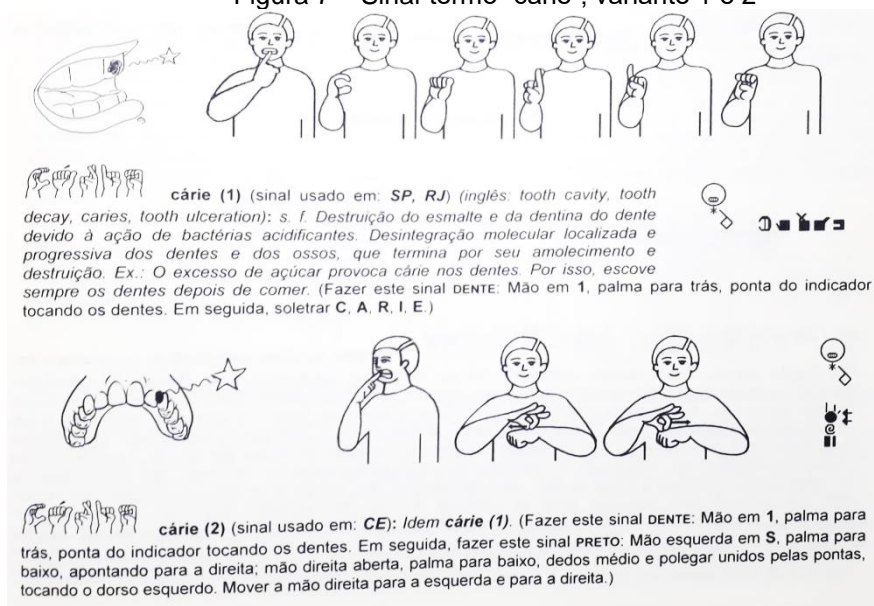 Figura 7 – Sinal-termo "cárie", variante 1 e 2
cárie (1) (sinal usado em: SP, RJ) (inglês: tooth cavity, tooth
decay, caries, tooth ulceration): s. f. Destruição do esmalte e da dentina do dente
devido à ação de bactérias acidificantes. Desintegração molecular localizada e
progressiva dos dentes e dos ossos, que termina por seu amolecimento e
destruição. Ex.: O excesso de açúcar provoca cárie nos dentes. Por isso, escove
sempre os dentes depois de comer. (Fazer este sinal DENTE: Mão em 1, palma para trás, ponta do indicador
tocando os dentes. Em seguida, soletrar C, A, R, I, E.)
cárie (2) (sinal usado em: CE): Idem cárie (1). (Fazer este sinal DENTE: Mão em 1, palma para
trás, ponta do indicador tocando os dentes. Em seguida, fazer este sinal PRETO: Mão esquerda em S, palma para
baixo, apontando para a direita; mão direita aberta, palma para baixo, dedos médio e polegar unidos pelas pontas,
tocando o dorso esquerdo. Mover a mão direita para a esquerda e para a direita.)